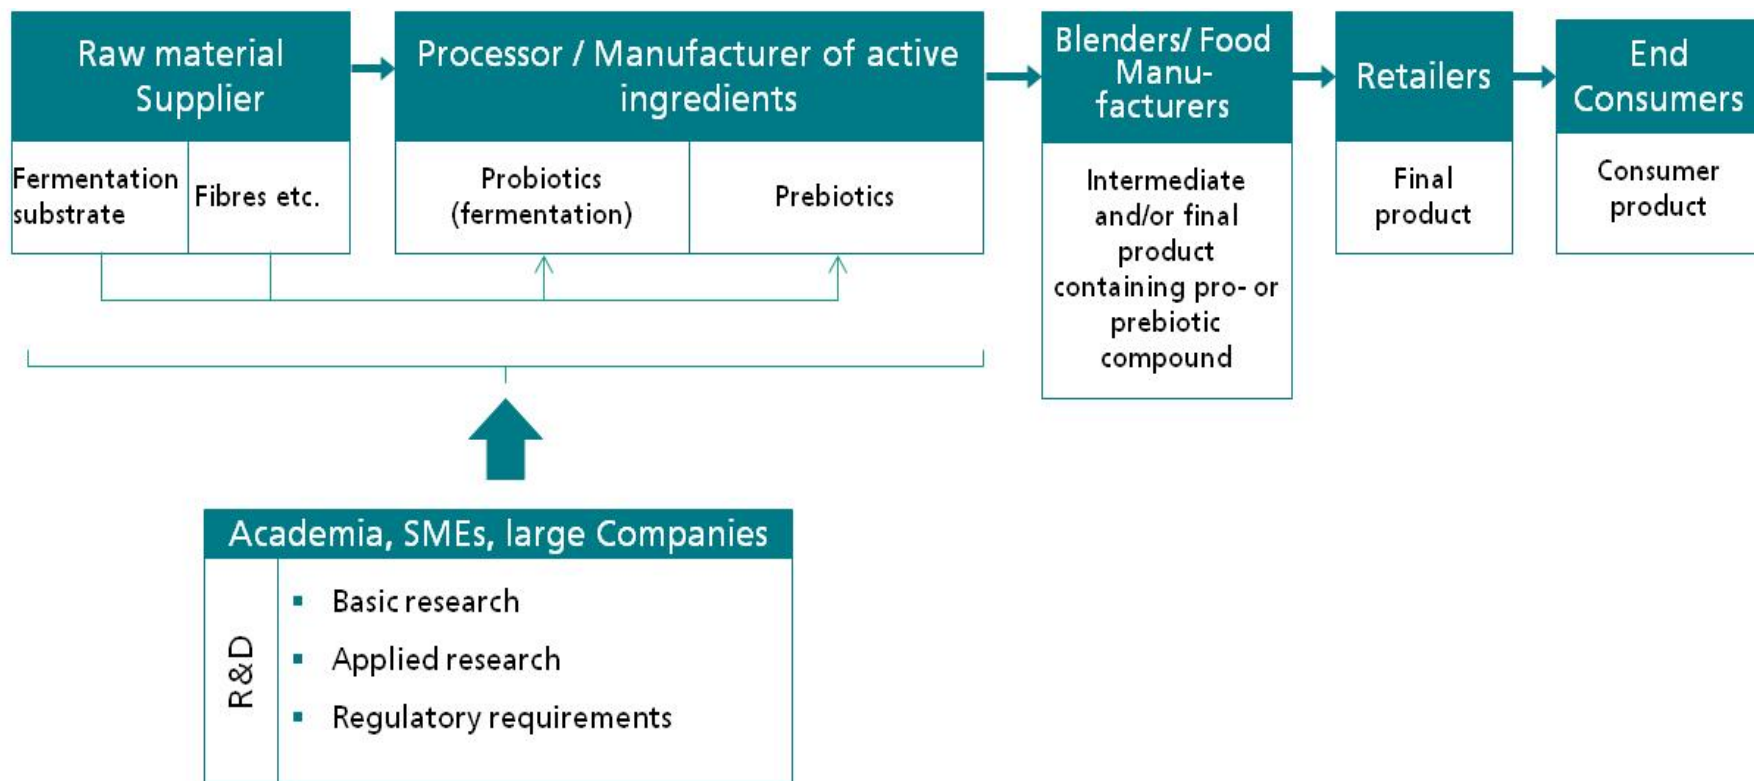 Raw material
Supplier
Fermentation
substrate
Fibres etc.
Processor / Manufacturer of active
ingredients
Probiotics
(fermentation)
Prebiotics
Blenders/ Food
Manu-
facturers
Intermediate
and/or final
product
containing pro- or
prebiotic
compound
Retailers
Final
product
End
Consumers
Consumer
product
Academia, SMEs, large Companies
R&D
▪ Basic research
▪ Applied research
▪ Regulatory requirements